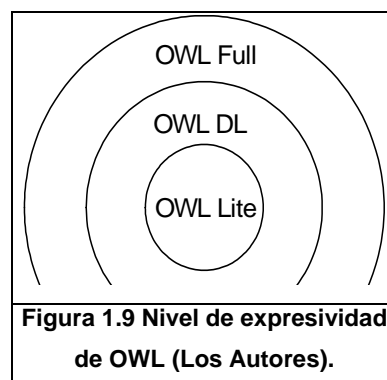 OWL Full
OWL DL
OWL Lite
Figura 1.9 Nivel de expresividad
de OWL (Los Autores).